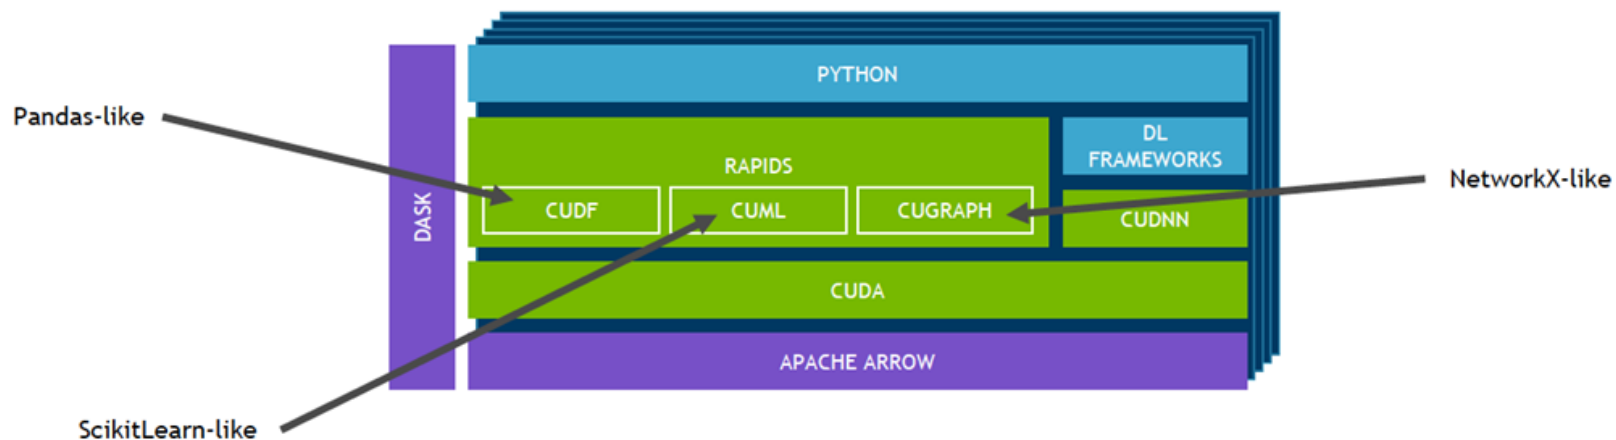 PYTHON
Pandas-like
DL
FRAMEWORKS
RAPIDS
NetworkX-like
DASK
CUDF
CUML
CUGRAPH
CUDNN
CUDA
APACHE ARROW
ScikitLearn-like